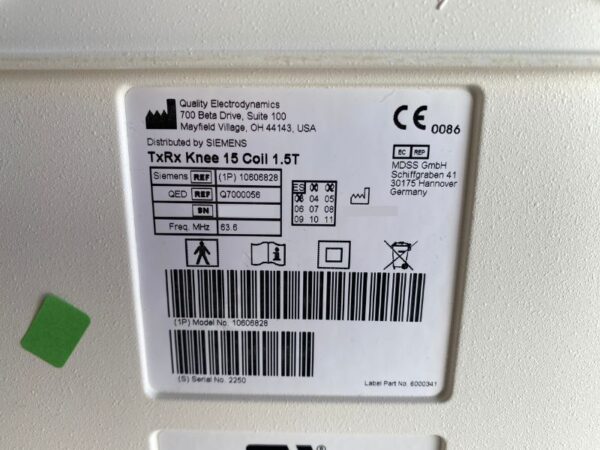 Quality Electrodynamics
700 Beta Drive, Suite 100
Mayfield Village, OH 44143, USA
Distributed by SIEMENS
TxRx Knee 15 Coil 1.5T
Siemens REF (1P) 10606828
QED REF Q7000056
SN
Freq. MHz 63.6
CE 0086
EC REP
MDSS GmbH
Schiffgraben 41
30175 Hannover
Germany
ES
04 05
06 07 08
09 10 11
(1P) Model No. 10606828
(S) Serial No. 2250
Label Part No. 6000341